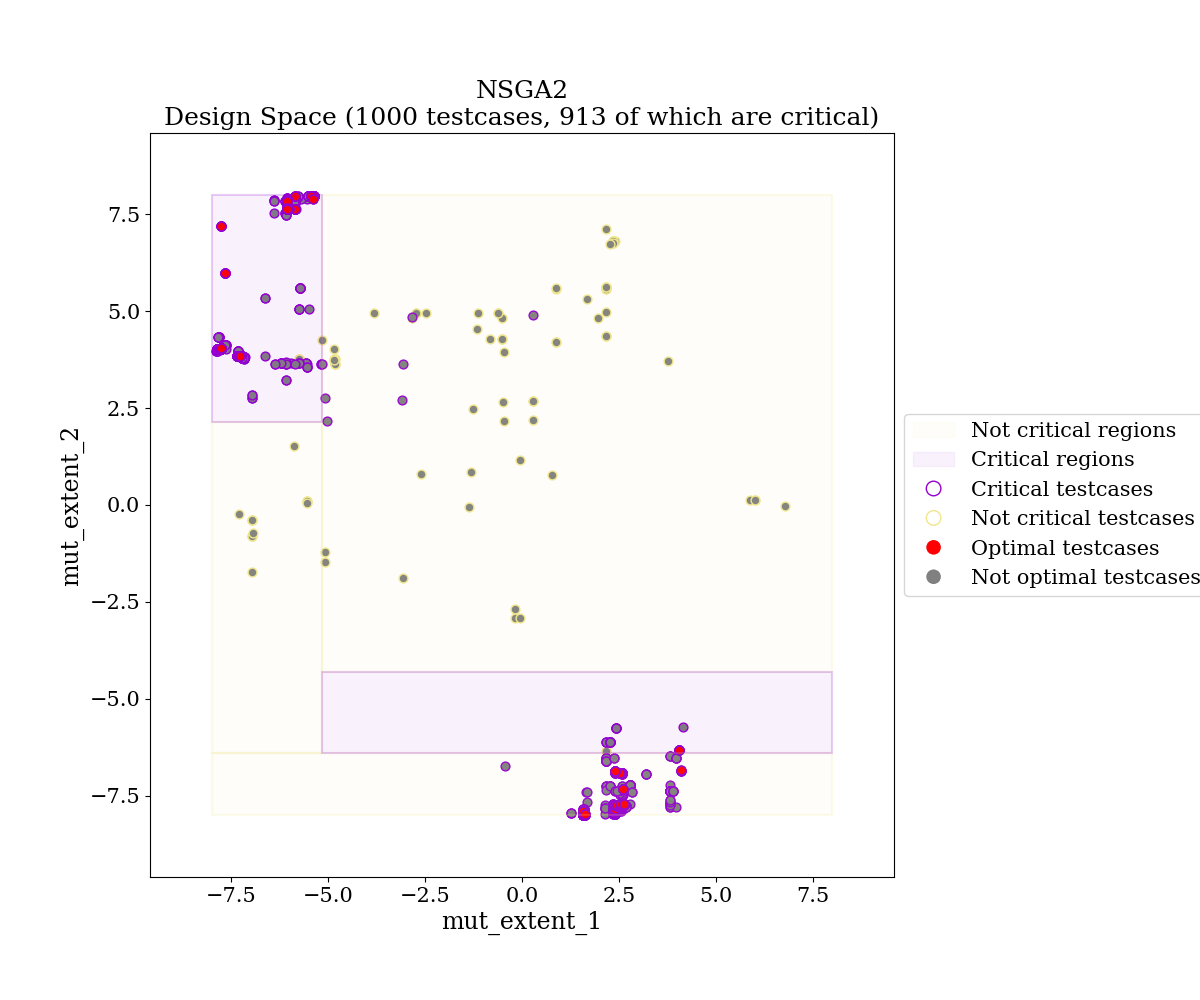 NSGA2
Design Space (1000 testcases, 913 of which are critical)
mut_extent_2
7.5
5.0
2.5
0.0
−2.5
−5.0
−7.5
−7.5
−5.0
−2.5
0.0
2.5
5.0
7.5
mut_extent_1
Not critical regions
Critical regions
Critical testcases
Not critical testcases
Optimal testcases
Not optimal testcases